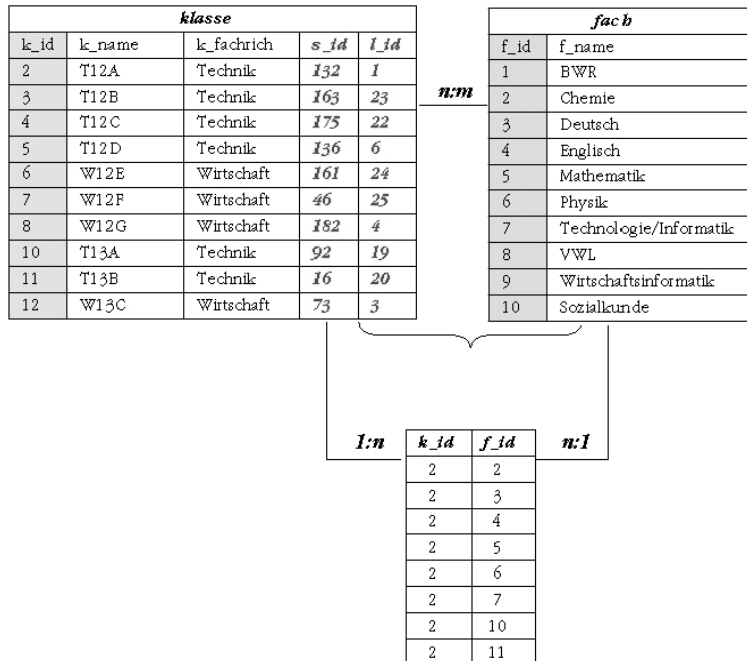 klasse
k_id k_name k_fachrich s_id l_id
2 T12A Technik 132 1
3 T12B Technik 163 23
4 T12C Technik 175 22
5 T12D Technik 136 6
6 W12E Wirtschaft 161 24
7 W12F Wirtschaft 46 25
8 W12G Wirtschaft 182 4
10 T13A Technik 92 19
11 T13B Technik 16 20
12 W13C Wirtschaft 73 3
n:m
fach
f_id f_name
1 BWR
2 Chemie
3 Deutsch
4 Englisch
5 Mathematik
6 Physik
7 Technologie/Informatik
8 VWL
9 Wirtschaftsinformatik
10 Sozialkunde
1:n
k_id f_id
2 2
2 3
2 4
2 5
2 6
2 7
2 10
2 11
n:1